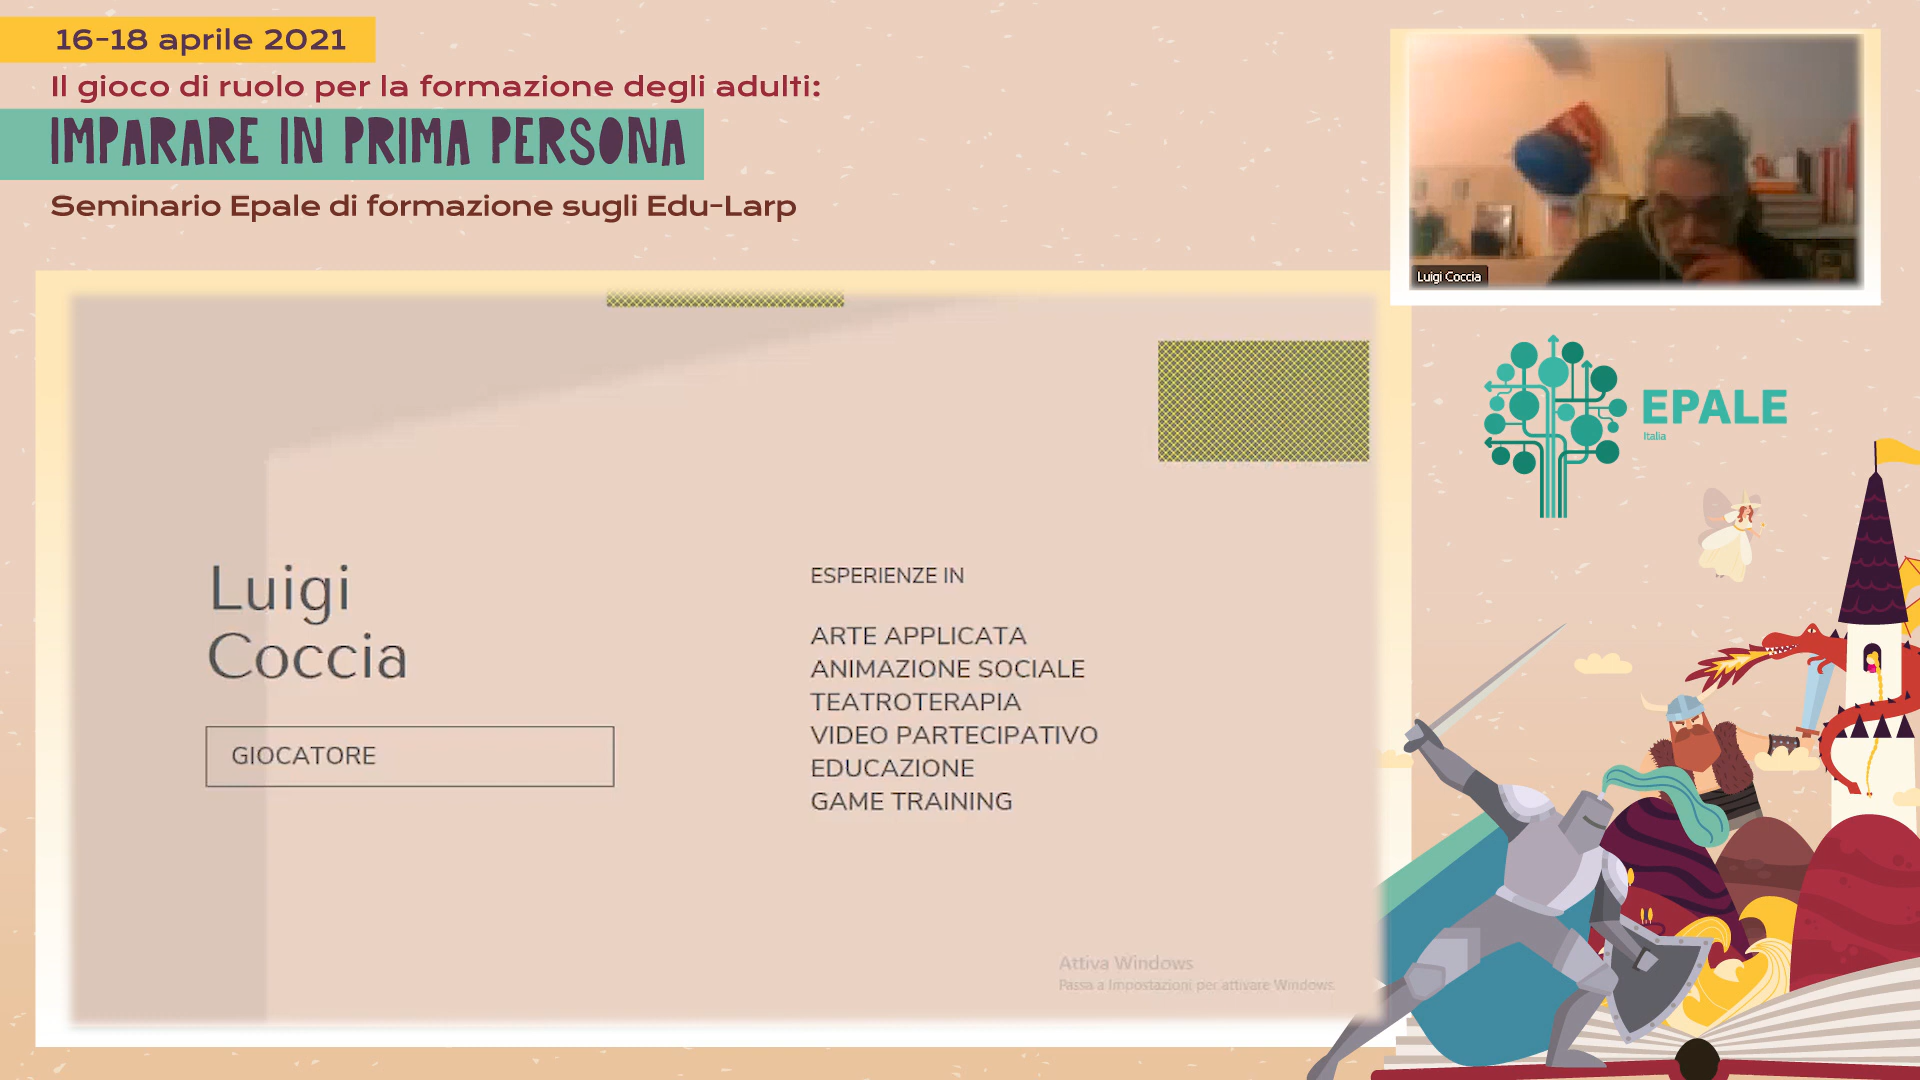 16-18 aprile 2021
Il gioco di ruolo per la formazione degli adulti:
IMPARARE IN PRIMA PERSONA
Seminario Epale di formazione sugli Edu-Larp
Luigi Coccia
EPALE
Italia
Luigi
Coccia
GIOCATORE
ESPERIENZE IN
ARTE APPLICATA
ANIMAZIONE SOCIALE
TEATROTERAPIA
VIDEO PARTECIPATIVO
EDUCAZIONE
GAME TRAINING
Attiva Windows
Passa a Impostazioni per attivare Windows.